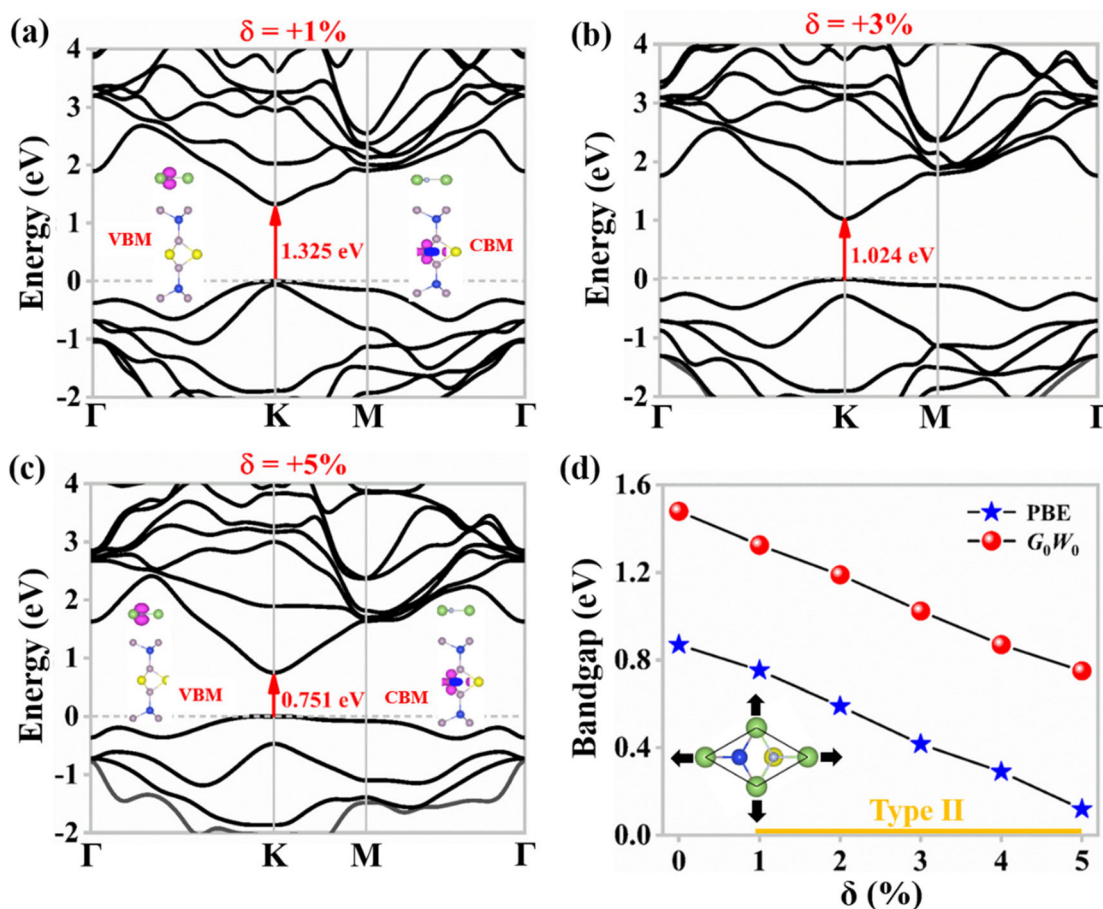 (a)
δ = +1%
Energy (eV)
4
3
2
1
0
-1
-2
VBM
CBM
1.325 eV
Γ
K
M
Γ
(b)
δ = +3%
Energy (eV)
4
3
2
1
0
-1
-2
1.024 eV
Γ
K
M
Γ
(c)
δ = +5%
Energy (eV)
4
3
2
1
0
-1
-2
VBM
CBM
0.751 eV
Γ
K
M
Γ
(d)
Bandgap (eV)
1.6
1.2
0.8
0.4
0.0
PBE
G₀W₀
Type II
0
1
2
3
4
5
δ (%)